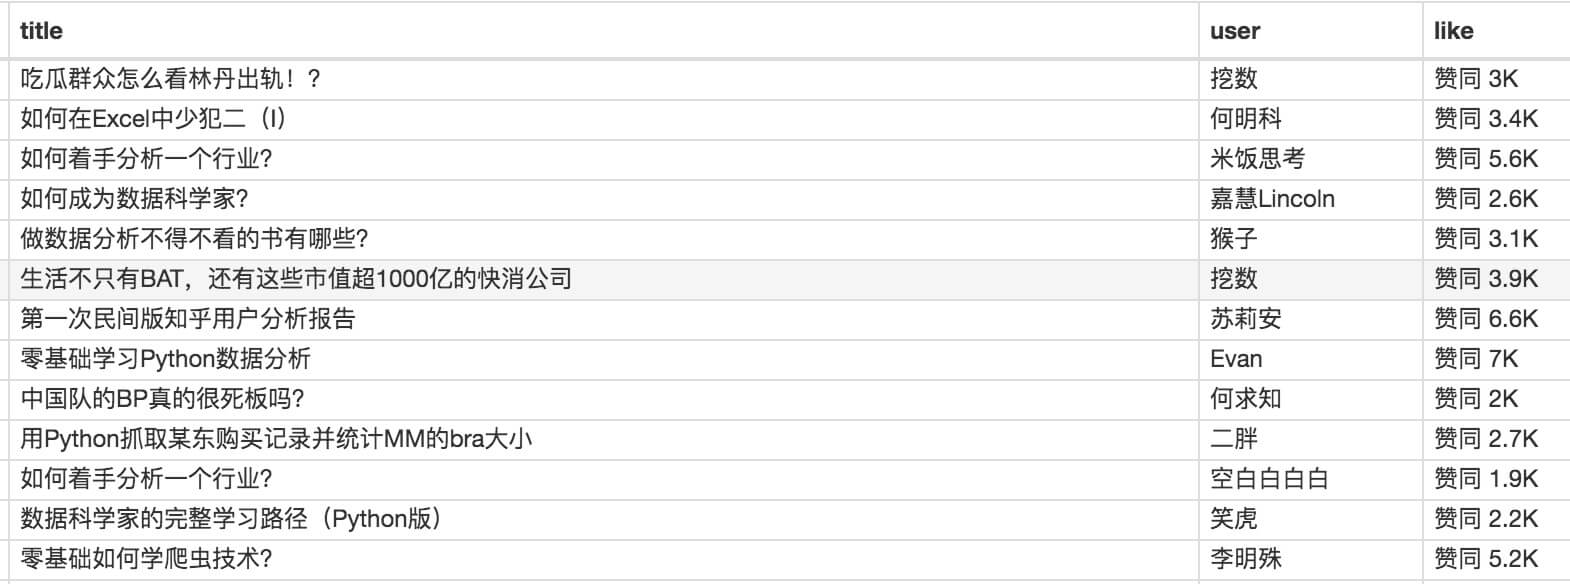 title user like
吃瓜群众怎么看林丹出轨！? 挖数 赞同 3K
如何在Excel中少犯二（I） 何明科 赞同 3.4K
如何着手分析一个行业? 米饭思考 赞同 5.6K
如何成为数据科学家? 嘉慧Lincoln 赞同 2.6K
做数据分析不得不看的书有哪些? 猴子 赞同 3.1K
生活不只有BAT，还有这些市值超1000亿的快消公司 挖数 赞同 3.9K
第一次民间版知乎用户分析报告 苏莉安 赞同 6.6K
零基础学习Python数据分析 Evan 赞同 7K
中国队的BP真的很死板吗? 何求知 赞同 2K
用Python抓取某东购买记录并统计MM的bra大小 二胖 赞同 2.7K
如何着手分析一个行业? 空白白白白 赞同 1.9K
数据科学家的完整学习路径（Python版） 笑虎 赞同 2.2K
零基础如何学爬虫技术? 李明殊 赞同 5.2K